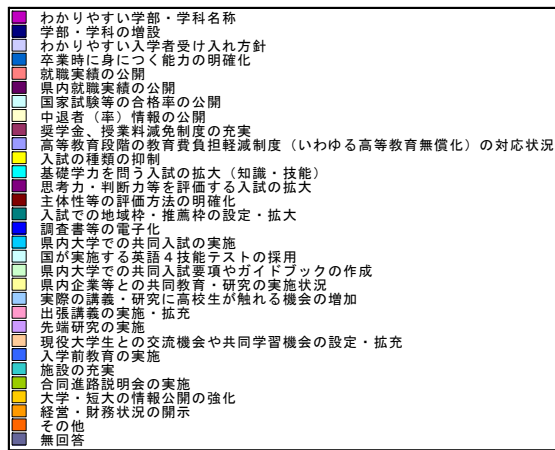 わかりやすい学部・学科名称
学部・学科の増設
わかりやすい入学者受け入れ方針
卒業時に身につく能力の明確化
就職実績の公開
県内就職実績の公開
国家試験等の合格率の公開
中退者（率）情報の公開
奨学金、授業料減免制度の充実
高等教育段階の教育費負担軽減制度（いわゆる高等教育無償化）の対応状況
入試の種類の抑制
基礎学力を問う入試の拡大（知識・技能）
思考力・判断力等を評価する入試の拡大
主体性等の評価方法の明確化
入試での地域枠・推薦枠の設定・拡大
調査書等の電子化
県内大学での共同入試の実施
国が実施する英語４技能テストの採用
県内大学での共同入試要項やガイドブックの作成
県内企業等との共同教育・研究の実施状況
実際の講義・研究に高校生が触れる機会の増加
出張講義の実施・拡充
先端研究の実施
現役大学生との交流機会や共同学習機会の設定・拡充
入学前教育の実施
施設の充実
合同進路説明会の実施
大学・短大の情報公開の強化
経営・財務状況の開示
その他
無回答